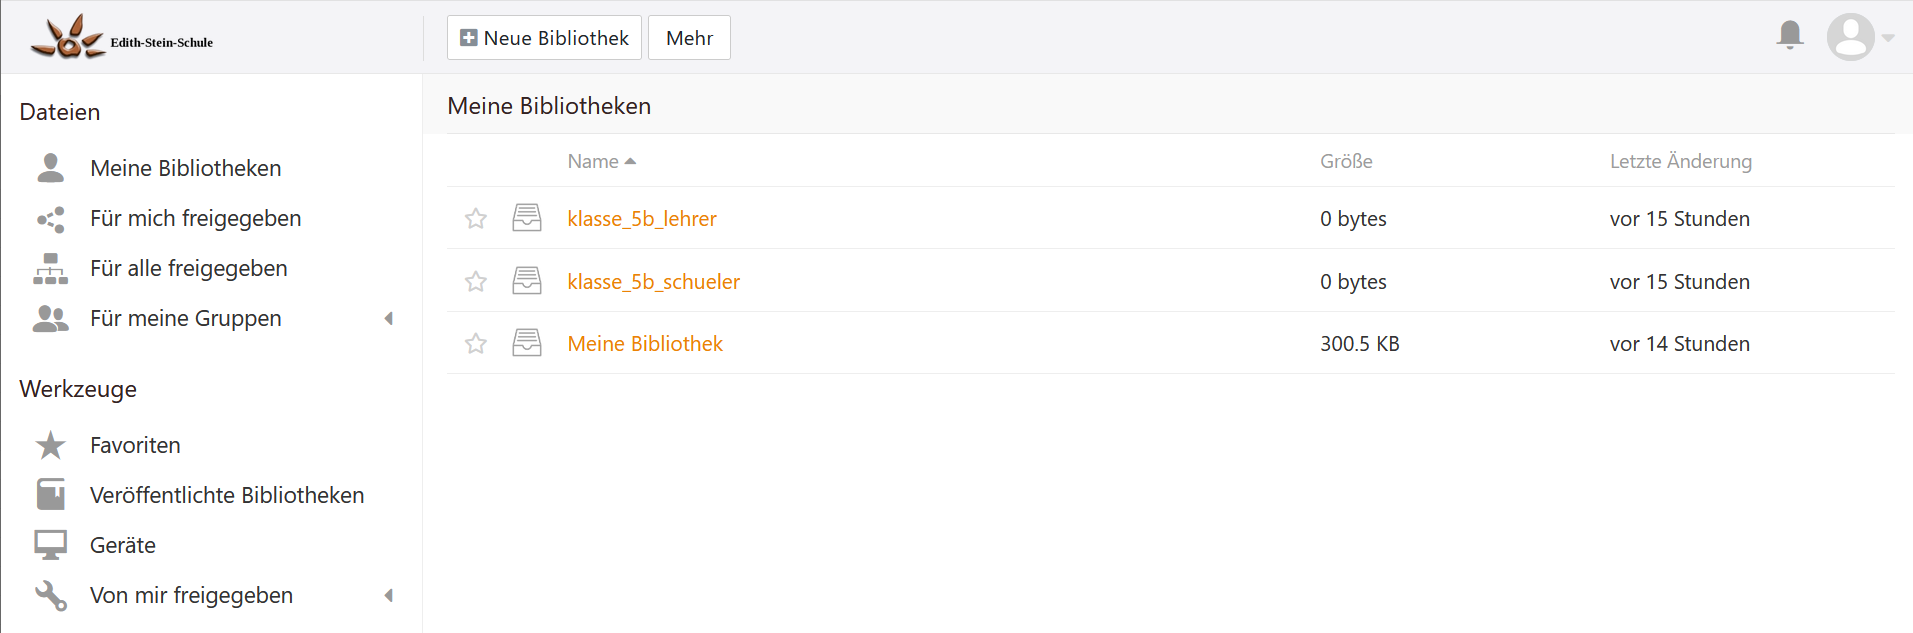 Edith-Stein-Schule
Neue Bibliothek Mehr
Dateien
Meine Bibliotheken
Für mich freigegeben
Für alle freigegeben
Für meine Gruppen
Werkzeuge
Favoriten
Veröffentlichte Bibliotheken
Geräte
Von mir freigegeben
Meine Bibliotheken
Name Größe Letzte Änderung
klasse_5b_lehrer 0 bytes vor 15 Stunden
klasse_5b_schueler 0 bytes vor 15 Stunden
Meine Bibliothek 300.5 KB vor 14 Stunden